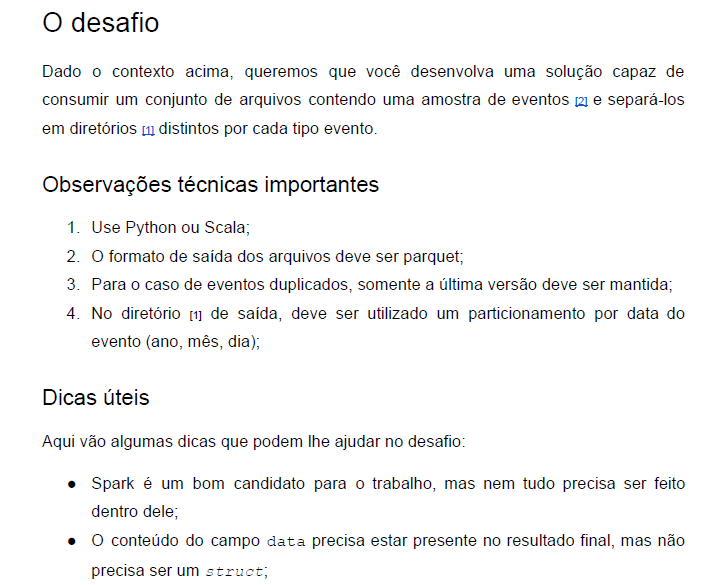 O desafio
Dado o contexto acima, queremos que você desenvolva uma solução capaz de
consumir um conjunto de arquivos contendo uma amostra de eventos [2] e separá-los
em diretórios [1] distintos por cada tipo evento.
Observações técnicas importantes
1. Use Python ou Scala;
2. O formato de saída dos arquivos deve ser parquet;
3. Para o caso de eventos duplicados, somente a última versão deve ser mantida;
4. No diretório [1] de saída, deve ser utilizado um particionamento por data do
evento (ano, mês, dia);
Dicas úteis
Aqui vão algumas dicas que podem lhe ajudar no desafio:
● Spark é um bom candidato para o trabalho, mas nem tudo precisa ser feito
dentro dele;
● O conteúdo do campo data precisa estar presente no resultado final, mas não
precisa ser um struct;